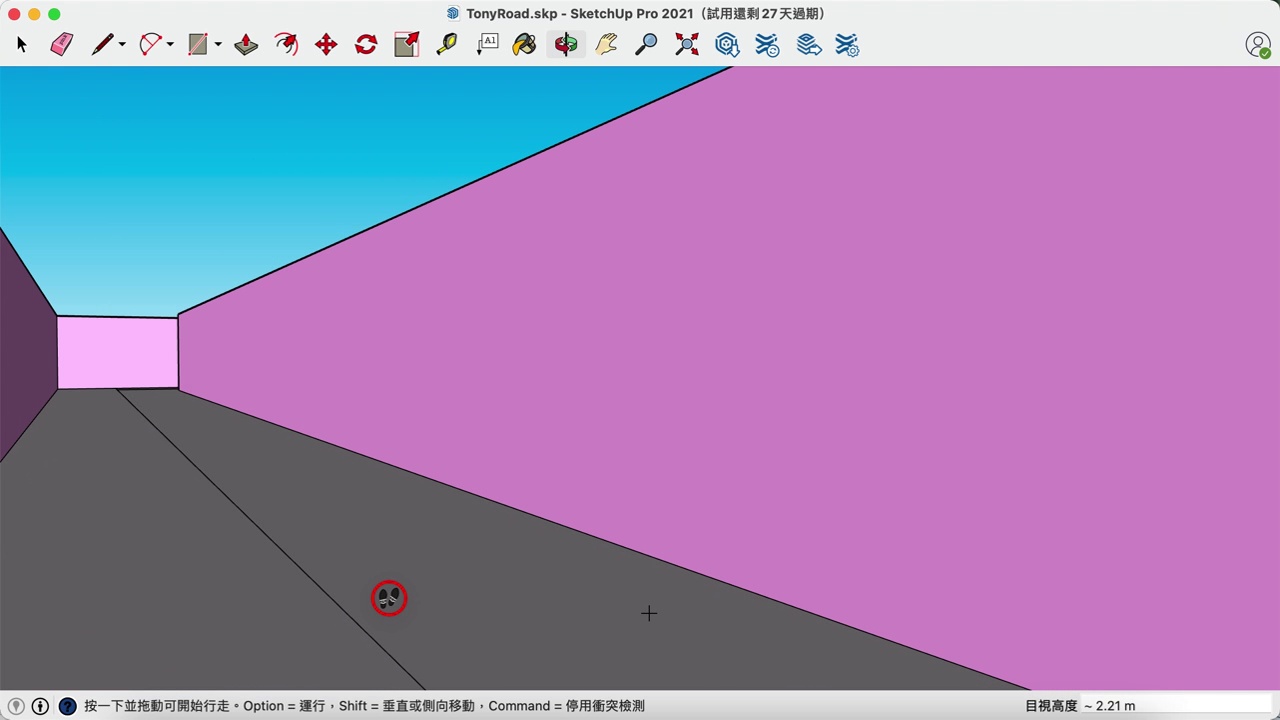 TonyRoad.skp - SketchUp Pro 2021（試用還剩 27 天過期）
A1
按一下並拖動可開始行走。Option = 運行，Shift = 垂直或側向移動，Command = 停用衝突檢測
目視高度 ~ 2.21 m